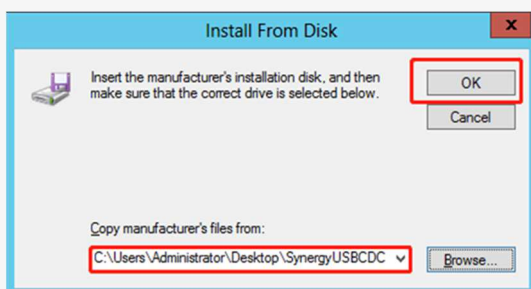 Install From Disk
x
Insert the manufacturer's installation disk, and then
make sure that the correct drive is selected below.
OK
Cancel
Copy manufacturer's files from:
C:\Users\Administrator\Desktop\SynergyUSBCDC
Browse...